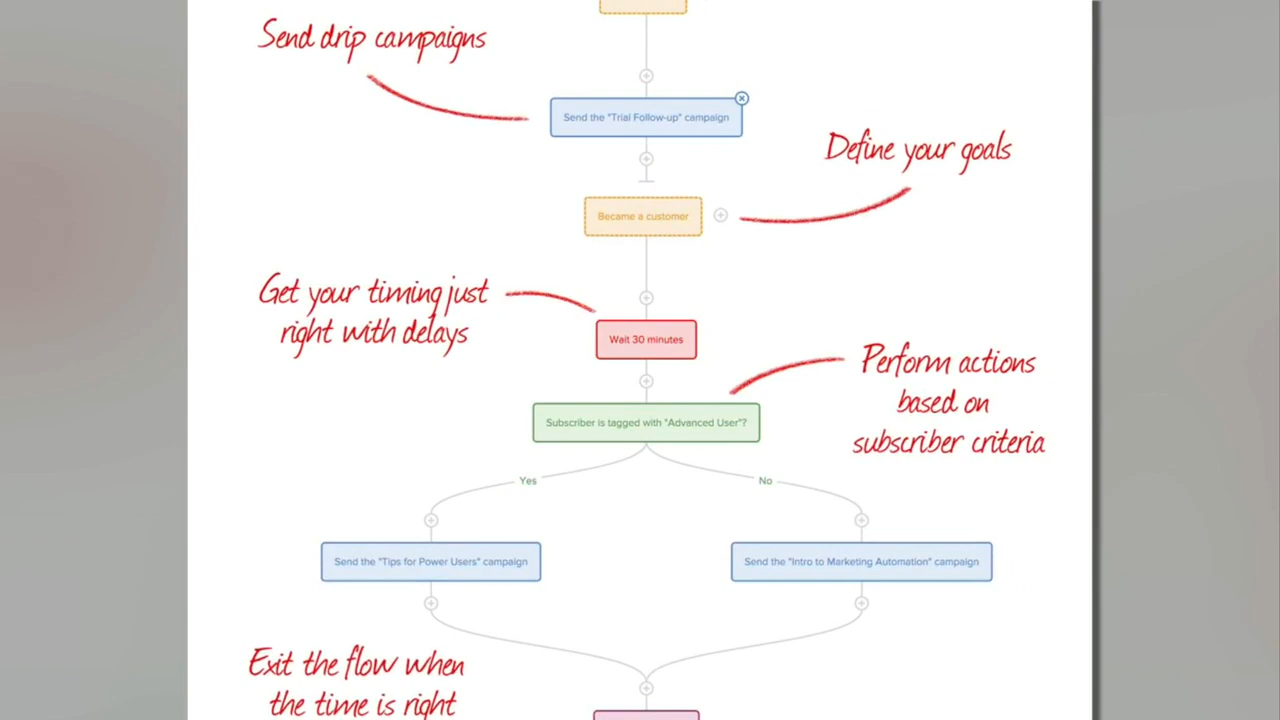 Send drip campaigns
Send the "Trial Follow-up" campaign
Define your goals
Became a customer
Get your timing just
right with delays
Wait 30 minutes
Perform actions
based on
subscriber criteria
Subscriber is tagged with "Advanced User"?
Yes
No
Send the "Tips for Power Users" campaign
Send the "Intro to Marketing Automation" campaign
Exit the flow when
the time is right